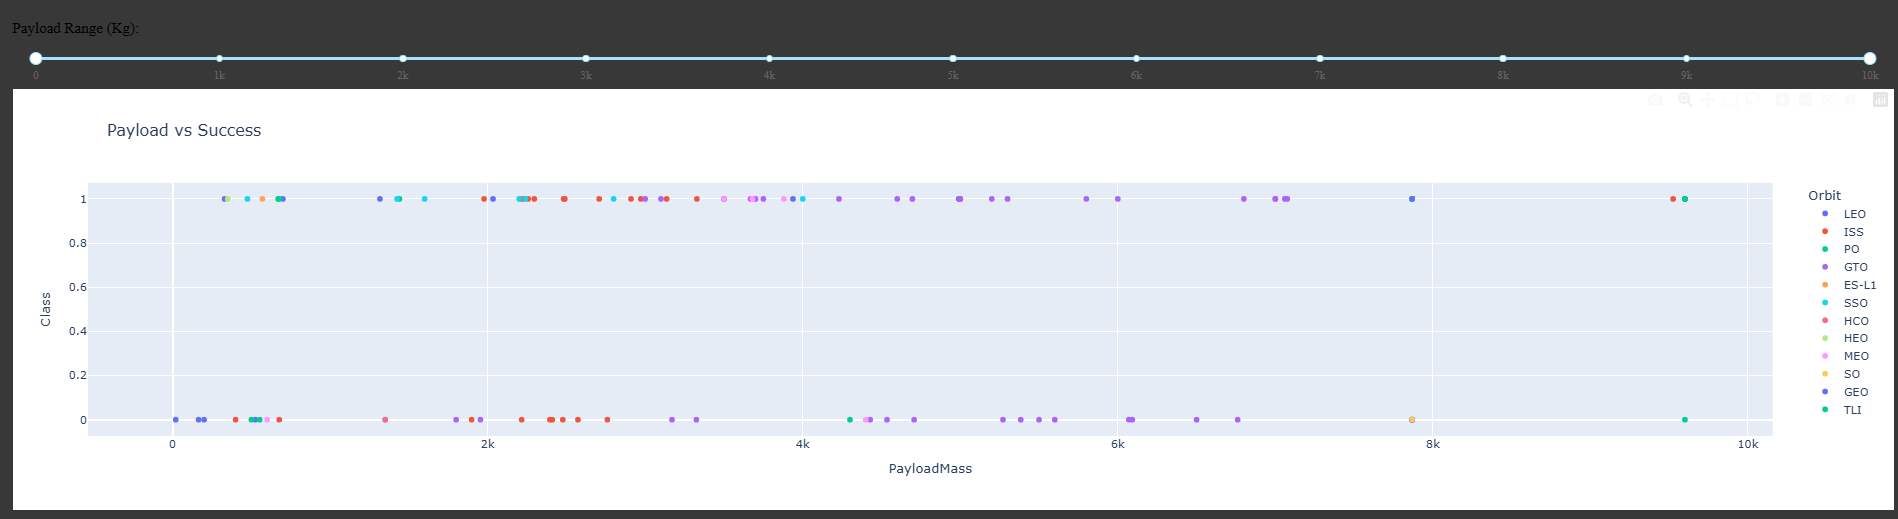 Payload Range (Kg):
0 1k 2k 3k 4k 5k 6k 7k 8k 9k 10k
Payload vs Success
Orbit
LEO
ISS
PO
GTO
ES-L1
SSO
HCO
HEO
MEO
SO
GEO
TLI
Class
1
0.8
0.6
0.4
0.2
0
0 2k 4k 6k 8k 10k
PayloadMass